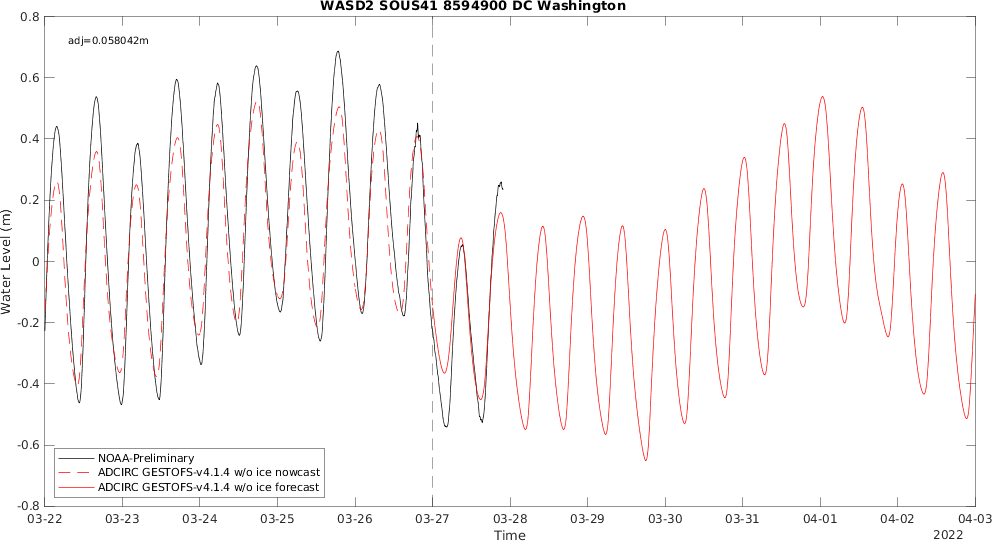 WASD2 SOUS41 8594900 DC Washington
adj=0.058042m
0.8
0.6
0.4
0.2
0
-0.2
-0.4
-0.6
-0.8
Water Level (m)
NOAA-Preliminary
ADCIRC GESTOFS-v4.1.4 w/o ice nowcast
ADCIRC GESTOFS-v4.1.4 w/o ice forecast
03-22 03-23 03-24 03-25 03-26 03-27 03-28 03-29 03-30 03-31 04-01 04-02 04-03
Time
2022